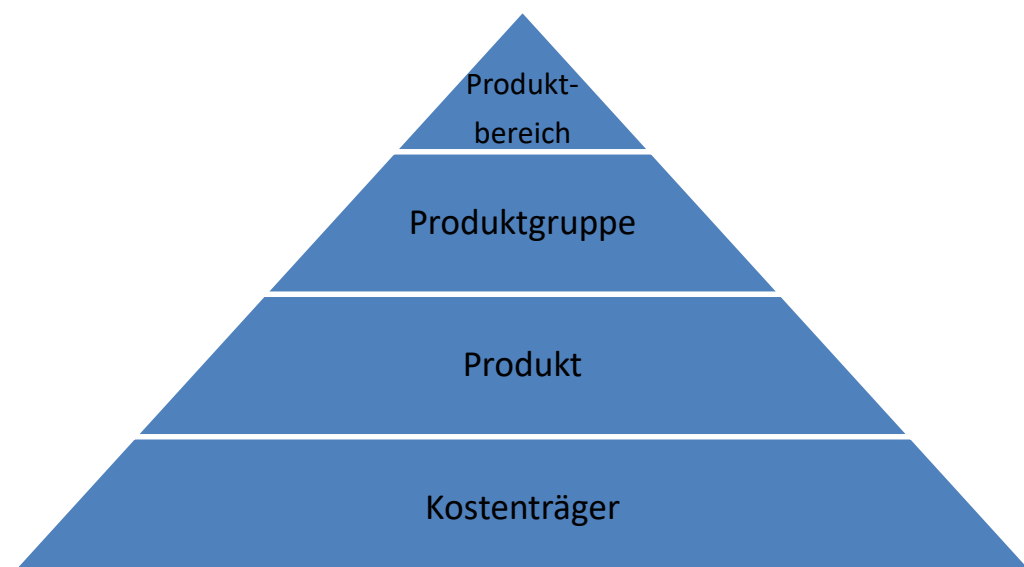 Produkt-
bereich
Produktgruppe
Produkt
Kostenträger